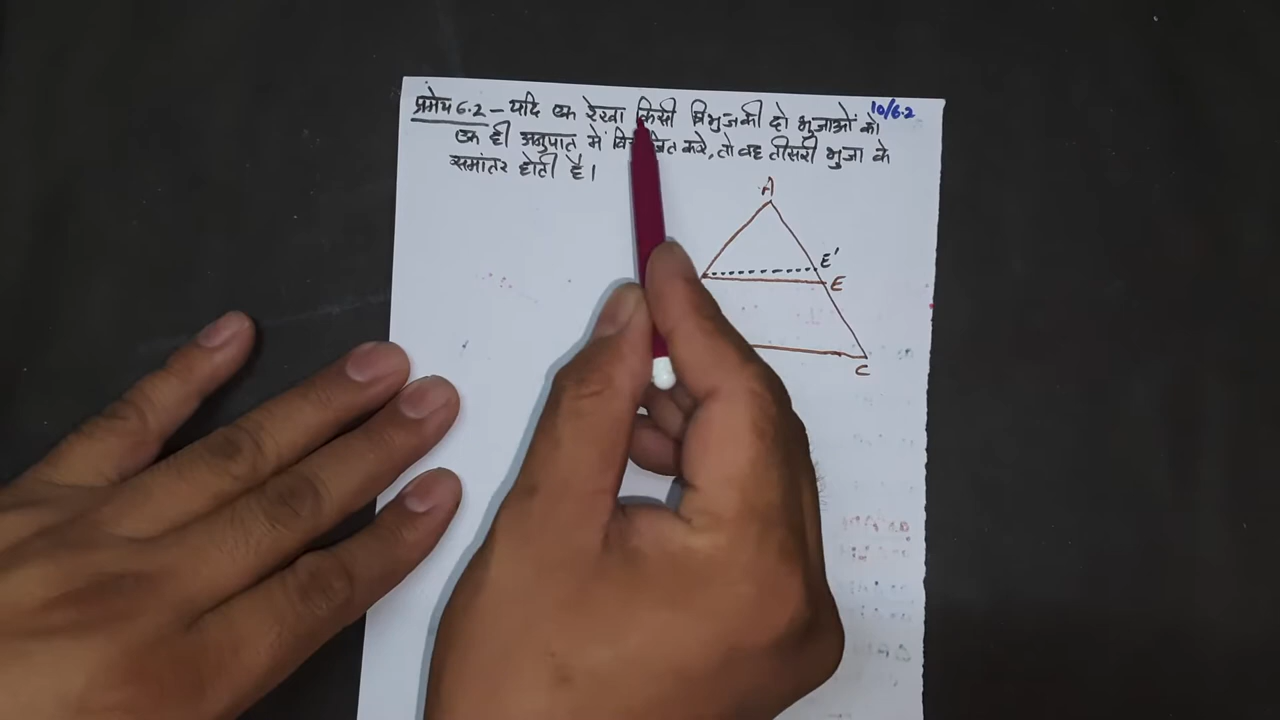 प्रमेय 6.2 – यदि एक रेखा किसी त्रिभुज की दो भुजाओं को
10/6.2
एक ही अनुपात में करे, तो वह तीसरी भुजा के
समांतर होती है।
A
E'
E
C